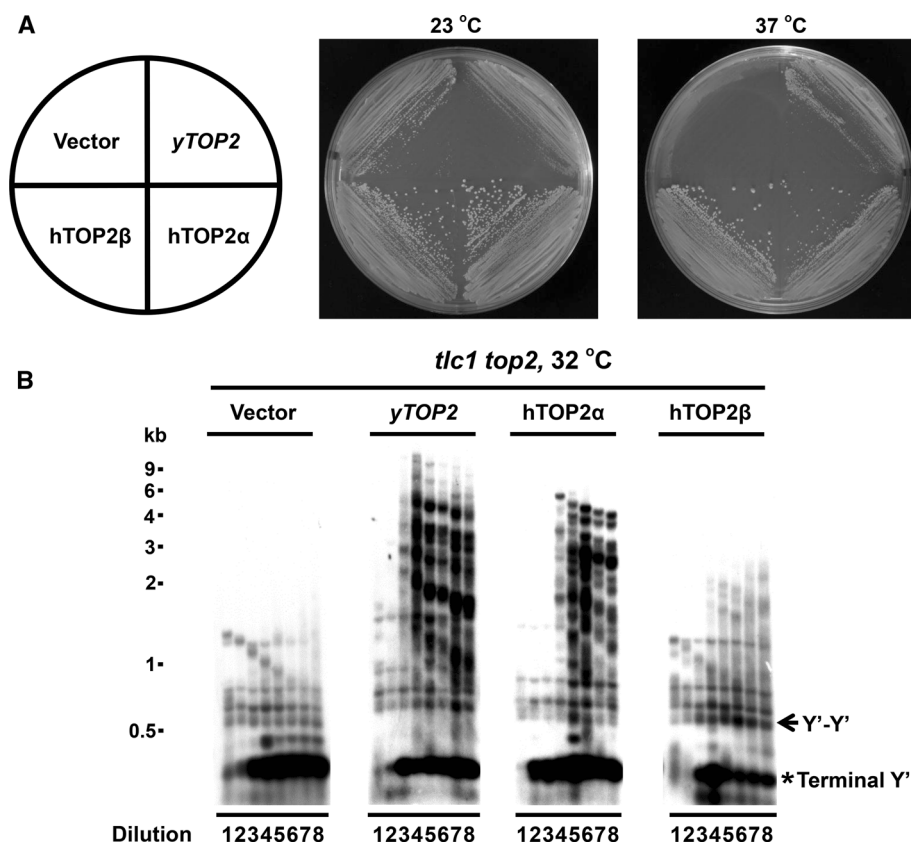 A
23 °C
37 °C
Vector
yTOP2
hTOP2β
hTOP2α
B
tlc1 top2, 32 °C
Vector
yTOP2
hTOP2α
hTOP2β
kb
9
6
4
3
2
1
0.5
Y'-Y'
* Terminal Y'
Dilution 12345678 12345678 12345678 12345678